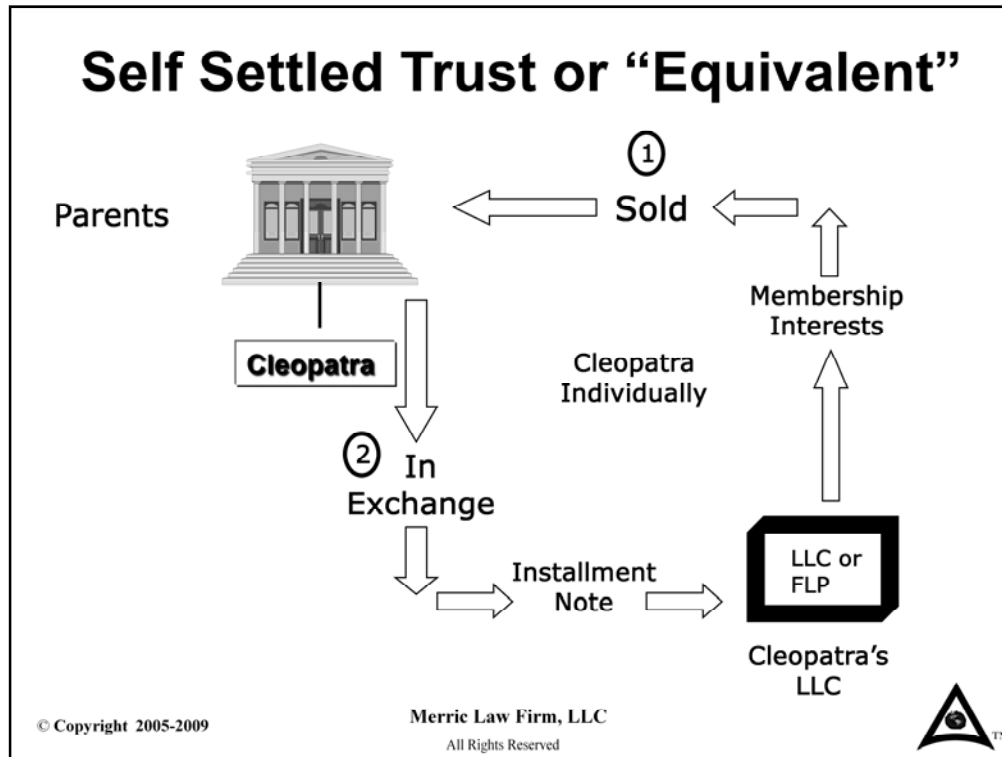 Self Settled Trust or “Equivalent”
1
Parents
Sold
Membership
Interests
Cleopatra
Cleopatra
Individually
2
In
Exchange
Installment
Note
LLC or
FLP
Cleopatra’s
LLC
© Copyright 2005-2009
Merric Law Firm, LLC
All Rights Reserved
TM